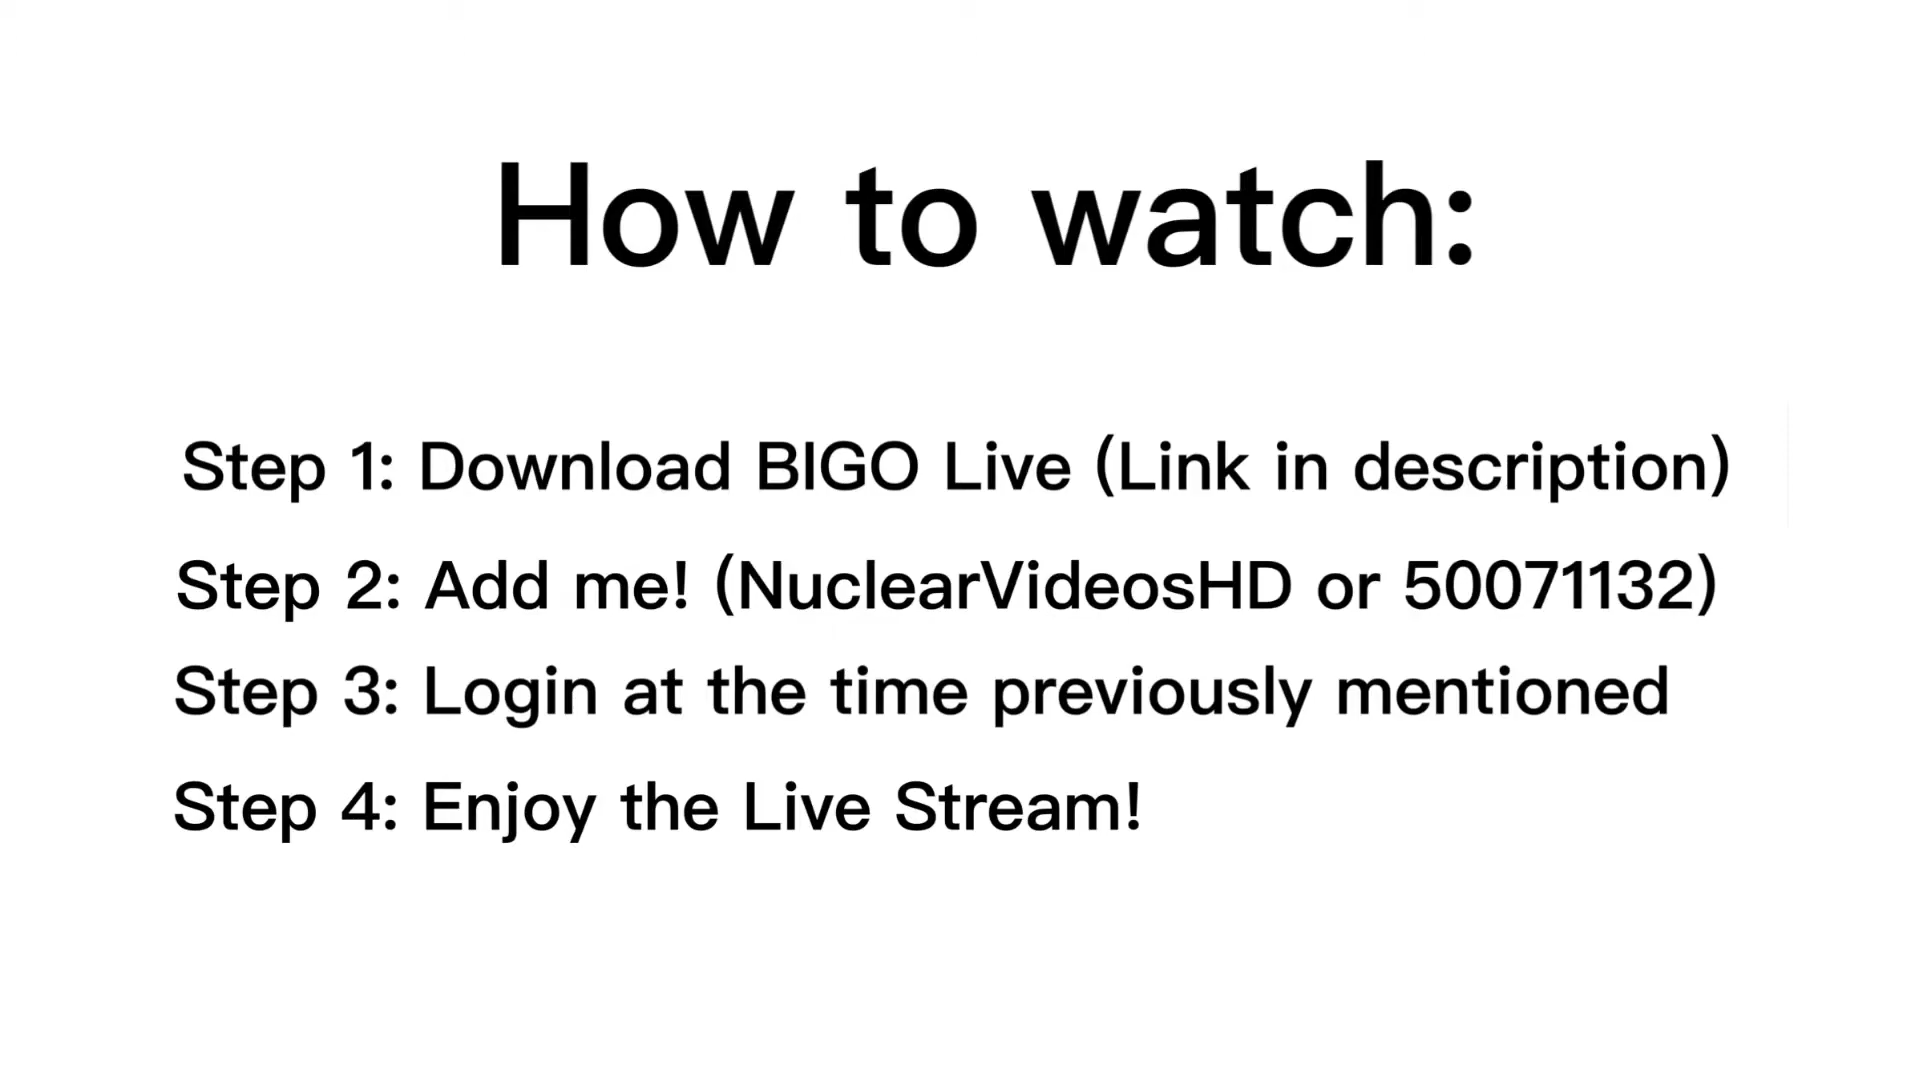 How to watch:
Step 1: Download BIGO Live (Link in description)
Step 2: Add me! (NuclearVideosHD or 50071132)
Step 3: Login at the time previously mentioned
Step 4: Enjoy the Live Stream!